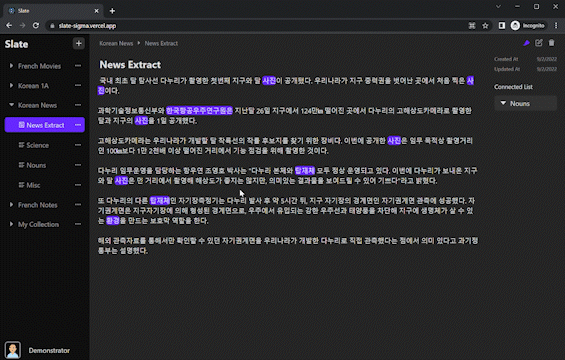 Slate
slate-sigma.vercel.app
Incognito
Slate
Korean News > News Extract
French Movies
Korean 1A
Korean News
News Extract
Science
Nouns
Misc
French Notes
My Collection
Demonstrator
News Extract
국내 최초 달 탐사선 다누리가 촬영한 첫번째 지구와 달 사진이 공개됐다. 우리나라가 지구 중력권을 벗어난 곳에서 처음 찍은 사
진이다.
과학기술정보통신부와 한국항공우주연구원은 지난달 26일 지구에서 124만㎞ 떨어진 곳에서 다누리의 고해상도카메라로 촬영한
달과 지구의 사진을 1일 공개했다.
고해상도카메라는 우리나라가 개발할 달 착륙선의 착륙 후보지를 찾기 위한 장비다. 이번에 공개한 사진은 임무 목적상 촬영거리
인 100㎞보다 1만 2천배 이상 떨어진 거리에서 기능 점검을 위해 촬영한 것이다.
다누리 임무운영을 담당하는 항우연 조영호 박사는 "다누리 본체와 탑재체 모두 정상 운영되고 있다. 이번에 다누리가 보내온 지구
와 달 사진은 먼 거리에서 촬영해 해상도가 좋지는 않지만, 의미있는 결과물을 보여드릴 수 있어 기쁘다"라고 밝혔다.
또 다누리의 다른 탑재체인 자기장측정기는 다누리 발사 후 약 5시간 뒤, 지구 자기장의 경계면인 자기권계면 관측에 성공했다. 자
기권계면은 지구자기장에 의해 형성된 경계면으로, 우주에서 유입되는 강한 우주선과 태양풍을 차단해 지구에 생명체가 살 수 있
는 환경을 만드는 보호막 역할을 한다.
해외 관측자료를 통해서만 확인할 수 있던 자기권계면을 우리나라가 개발한 다누리로 직접 관측했다는 점에서 의미 있다고 과기정
통부는 설명했다.
Created At 9/2/2022
Updated At 9/2/2022
Connected List
Nouns